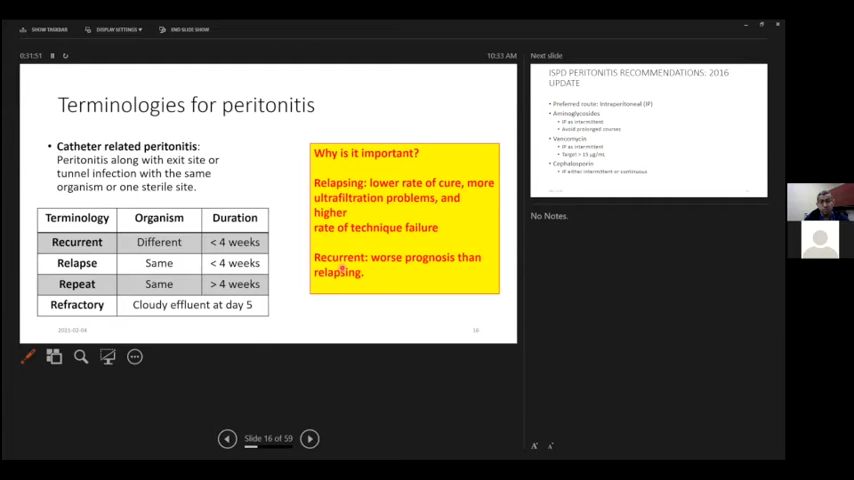 SHOW TASKBAR
DISPLAY SETTINGS
END SLIDE SHOW
0:31:51
10:33 AM
Next slide
Terminologies for peritonitis
• Catheter related peritonitis:
Peritonitis along with exit site or
tunnel infection with the same
organism or one sterile site.
Terminology Organism Duration
Recurrent Different < 4 weeks
Relapse Same < 4 weeks
Repeat Same > 4 weeks
Refractory Cloudy effluent at day 5
Why is it important?
Relapsing: lower rate of cure, more
ultrafiltration problems, and
higher
rate of technique failure
Recurrent: worse prognosis than
relapsing.
2021-02-04
16
ISPD PERITONITIS RECOMMENDATIONS: 2016
UPDATE
• Preferred route: Intraperitoneal (IP)
• Aminoglycosides
• IP as intermittent
• Avoid prolonged courses
• Vancomycin
• IP as intermittent
• Target > 15 µg/mL
• Cephalosporin
• IP either intermittent or continuous
No Notes.
Slide 16 of 59
A
A